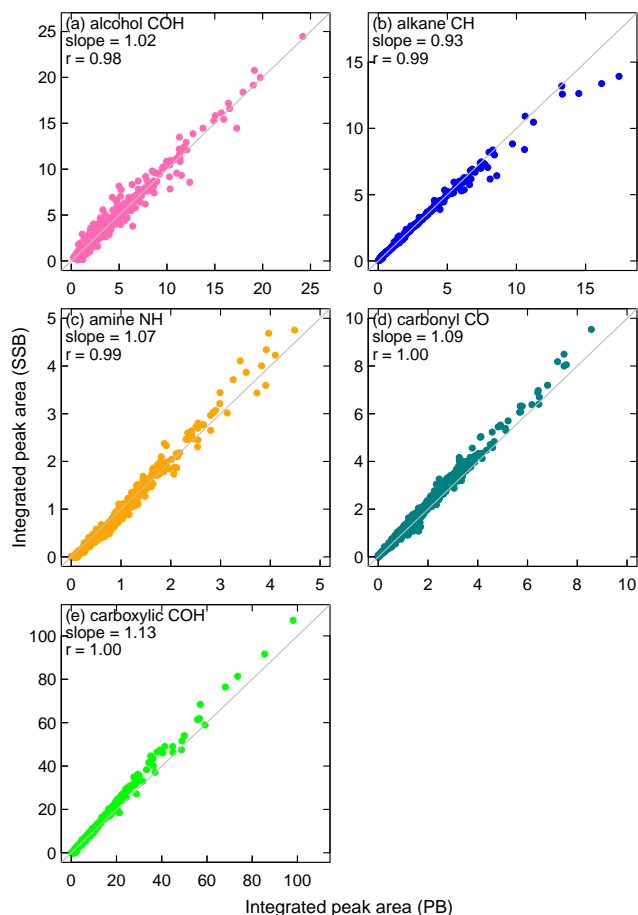 (a) alcohol COH
slope = 1.02
r = 0.98
25
20
15
10
5
0
0 5 10 15 20 25
(b) alkane CH
slope = 0.93
r = 0.99
15
10
5
0
0 5 10 15
(c) amine NH
slope = 1.07
r = 0.99
5
4
3
2
1
0
0 1 2 3 4 5
(d) carbonyl CO
slope = 1.09
r = 1.00
10
8
6
4
2
0
0 2 4 6 8 10
(e) carboxylic COH
slope = 1.13
r = 1.00
100
80
60
40
20
0
0 20 40 60 80 100
Integrated peak area (SSB)
Integrated peak area (PB)